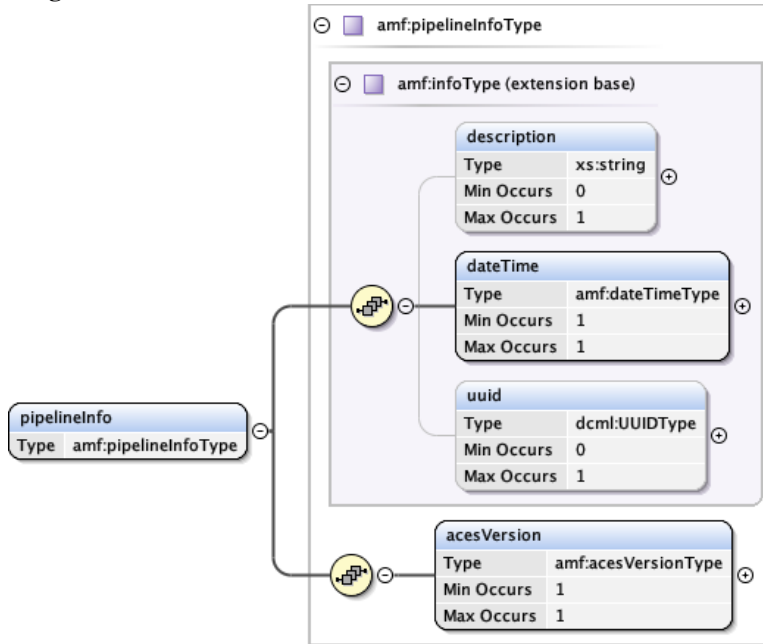 amf:pipelineInfoType
amf:infoType (extension base)
description
Type xs:string
Min Occurs 0
Max Occurs 1
dateTime
Type amf:dateTimeType
Min Occurs 1
Max Occurs 1
uuid
Type dcml:UUIDType
Min Occurs 0
Max Occurs 1
pipelineInfo
Type amf:pipelineInfoType
acesVersion
Type amf:acesVersionType
Min Occurs 1
Max Occurs 1